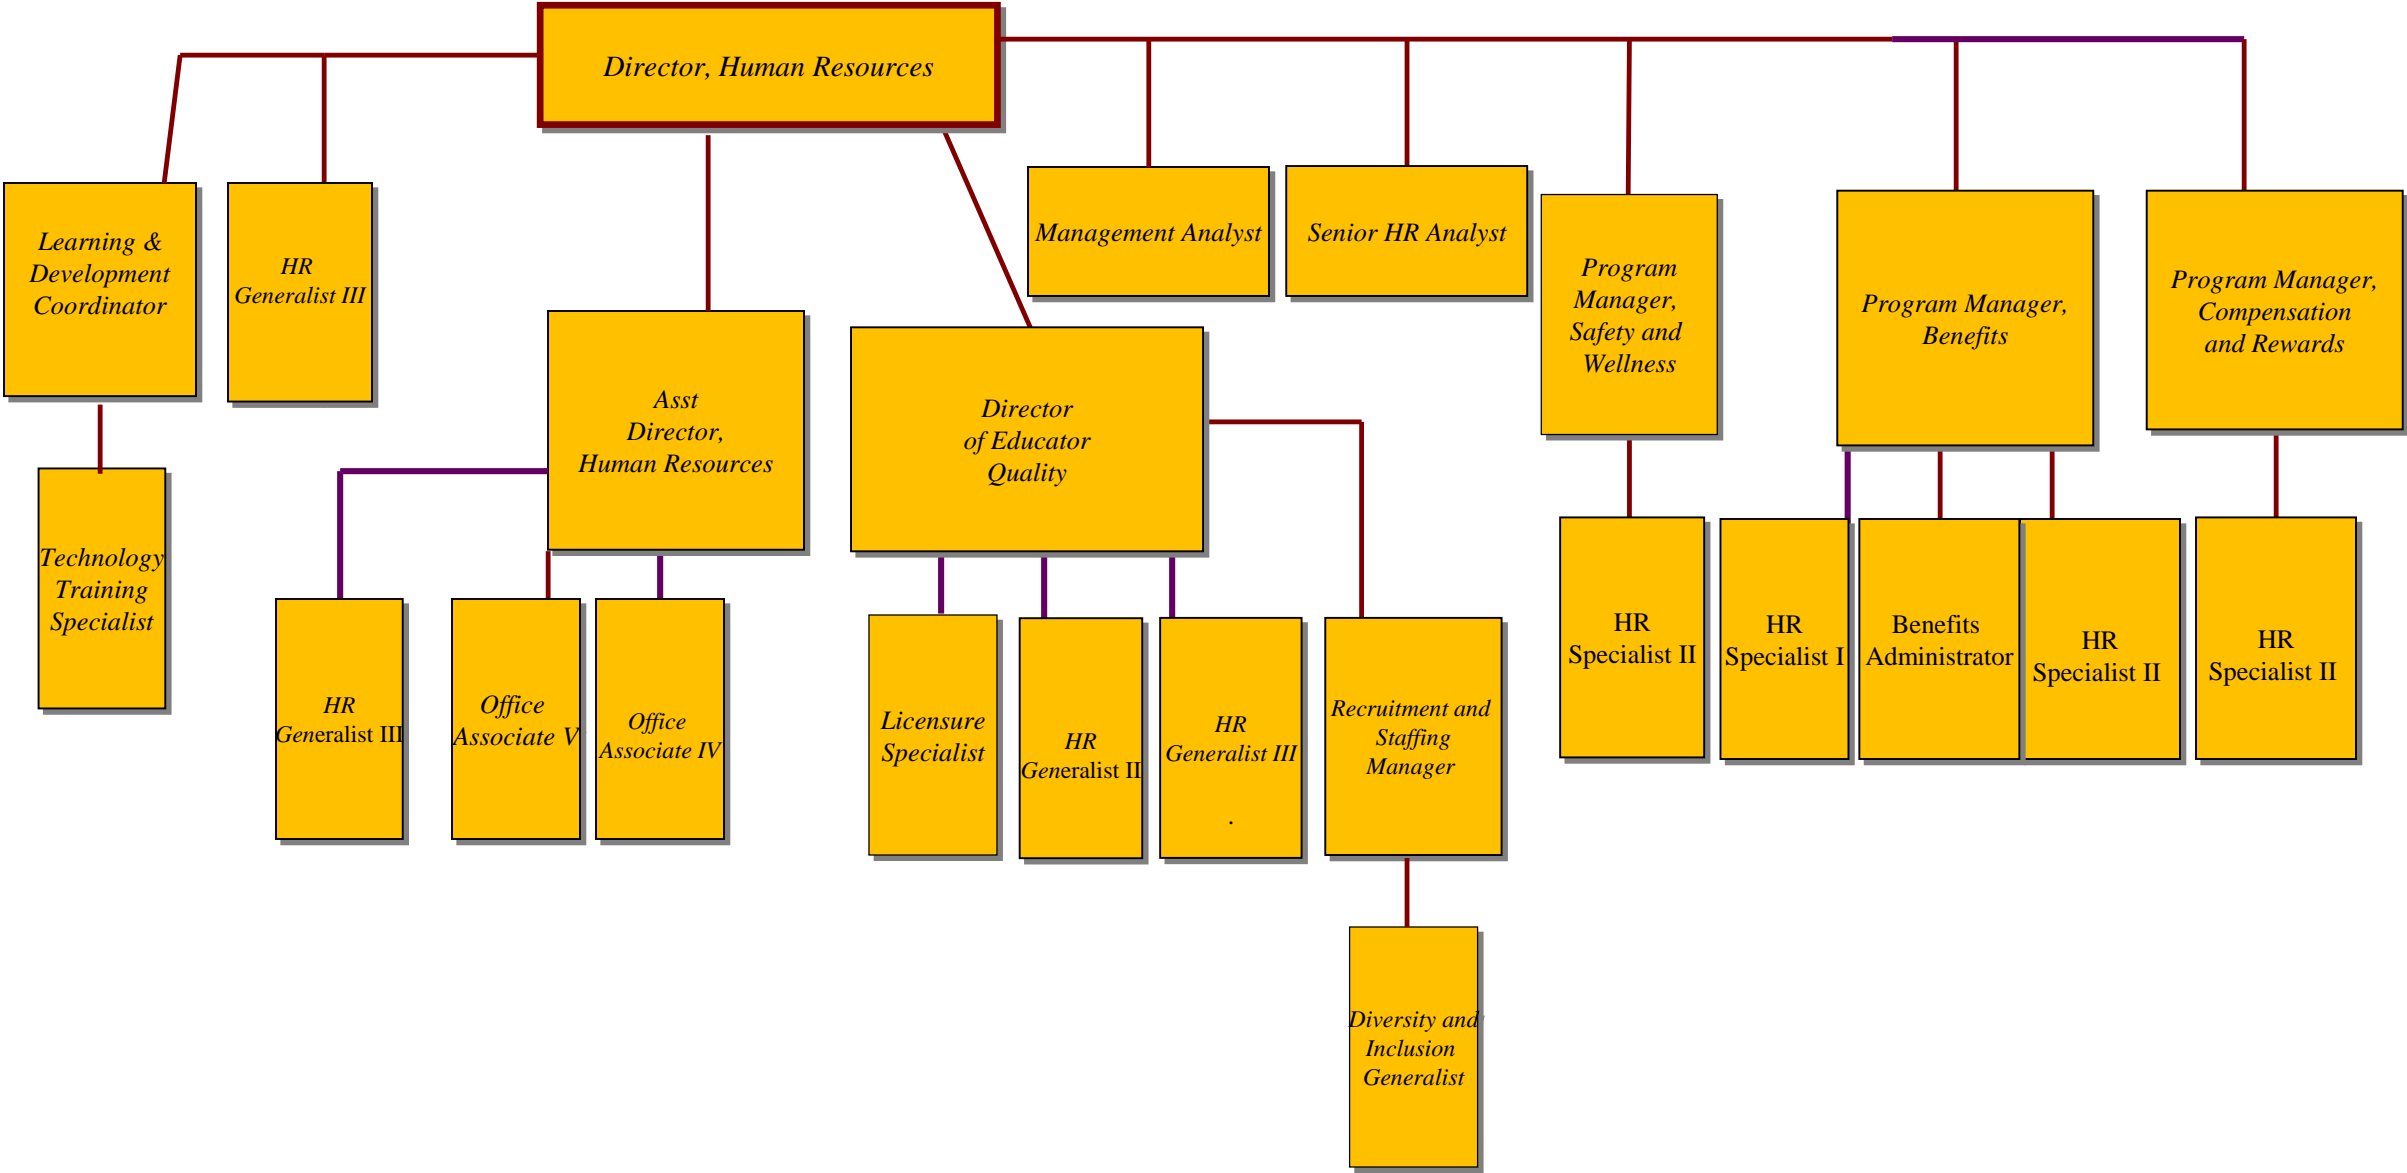 Director, Human Resources
Learning &
Development
Coordinator
HR
Generalist III
Management Analyst
Senior HR Analyst
Program
Manager,
Safety and
Wellness
Program Manager,
Benefits
Program Manager,
Compensation
and Rewards
Asst
Director,
Human Resources
Director
of Educator
Quality
Technology
Training
Specialist
HR
Generalist III
Office
Associate V
Office
Associate IV
Licensure
Specialist
HR
Generalist II
HR
Generalist III
.
Recruitment and
Staffing
Manager
HR
Specialist II
HR
Specialist I
Benefits
Administrator
HR
Specialist II
HR
Specialist II
Diversity and
Inclusion
Generalist